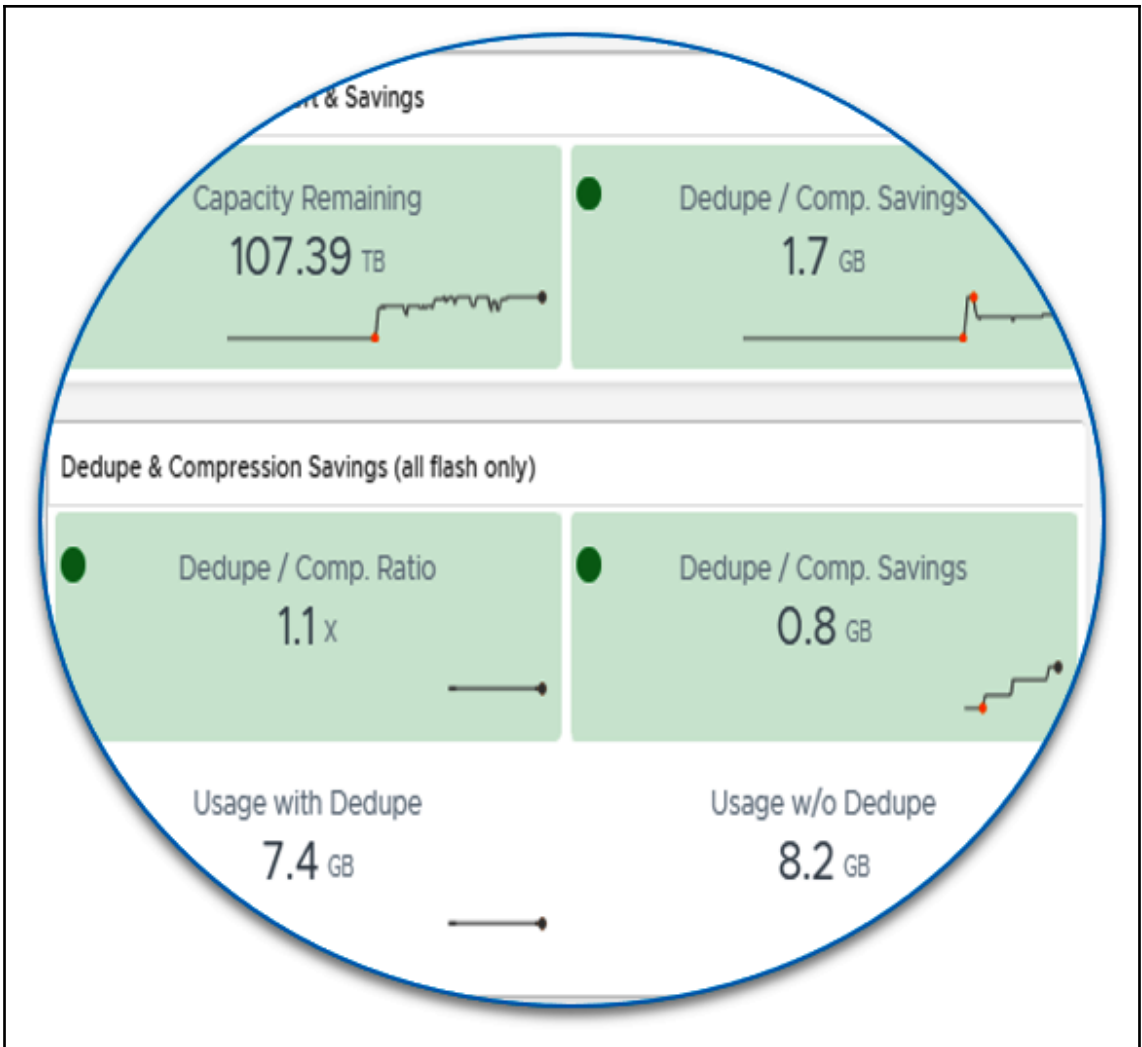 & Savings
Capacity Remaining
107.39 TB
Dedupe / Comp. Savings
1.7 GB
Dedupe & Compression Savings (all flash only)
Dedupe / Comp. Ratio
1.1 X
Dedupe / Comp. Savings
0.8 GB
Usage with Dedupe
7.4 GB
Usage w/o Dedupe
8.2 GB